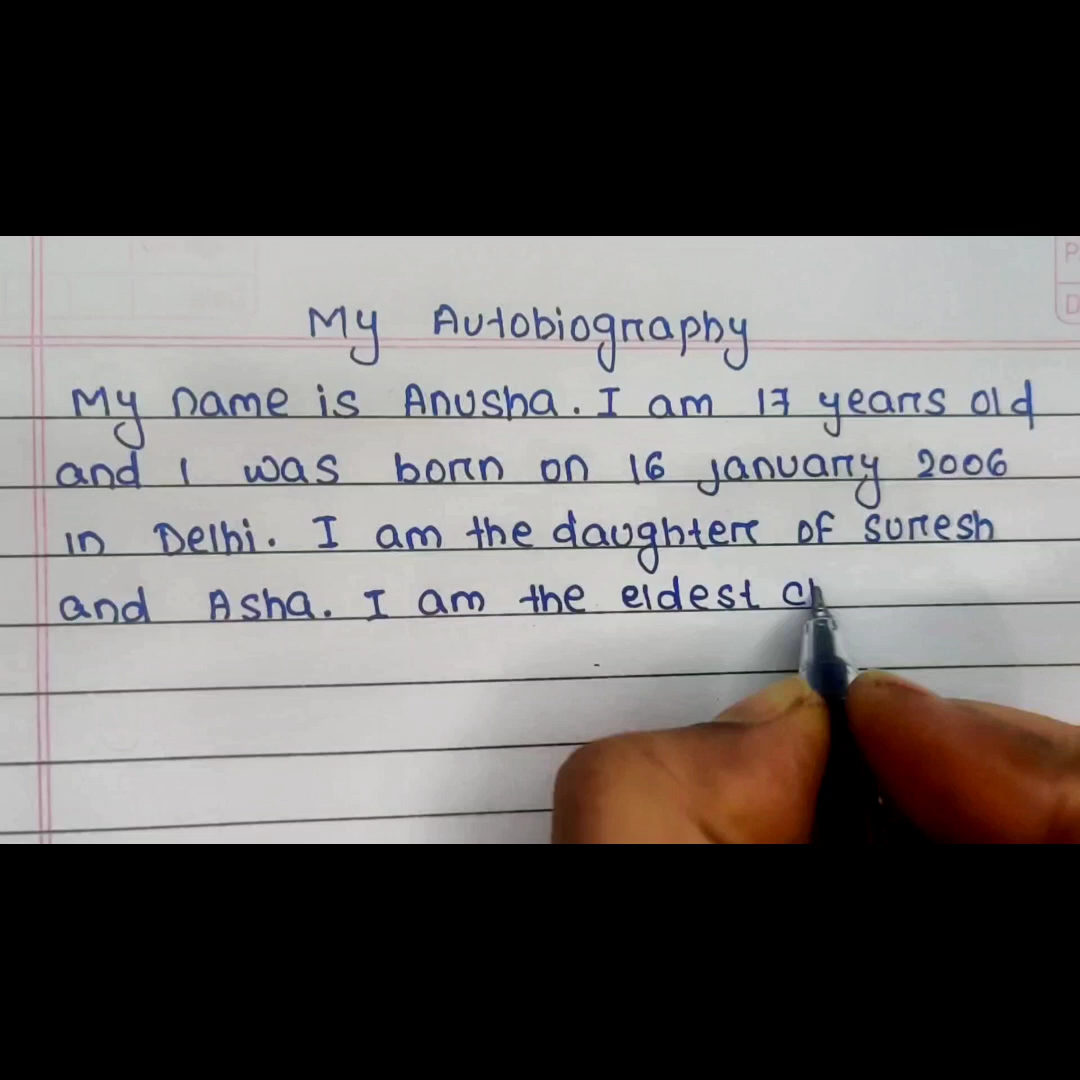 My Autobiography
My name is Anusha. I am 17 years old
and I was born on 16 january 2006
in Delhi. I am the daughter of suresh
and Asha. I am the eldest ch